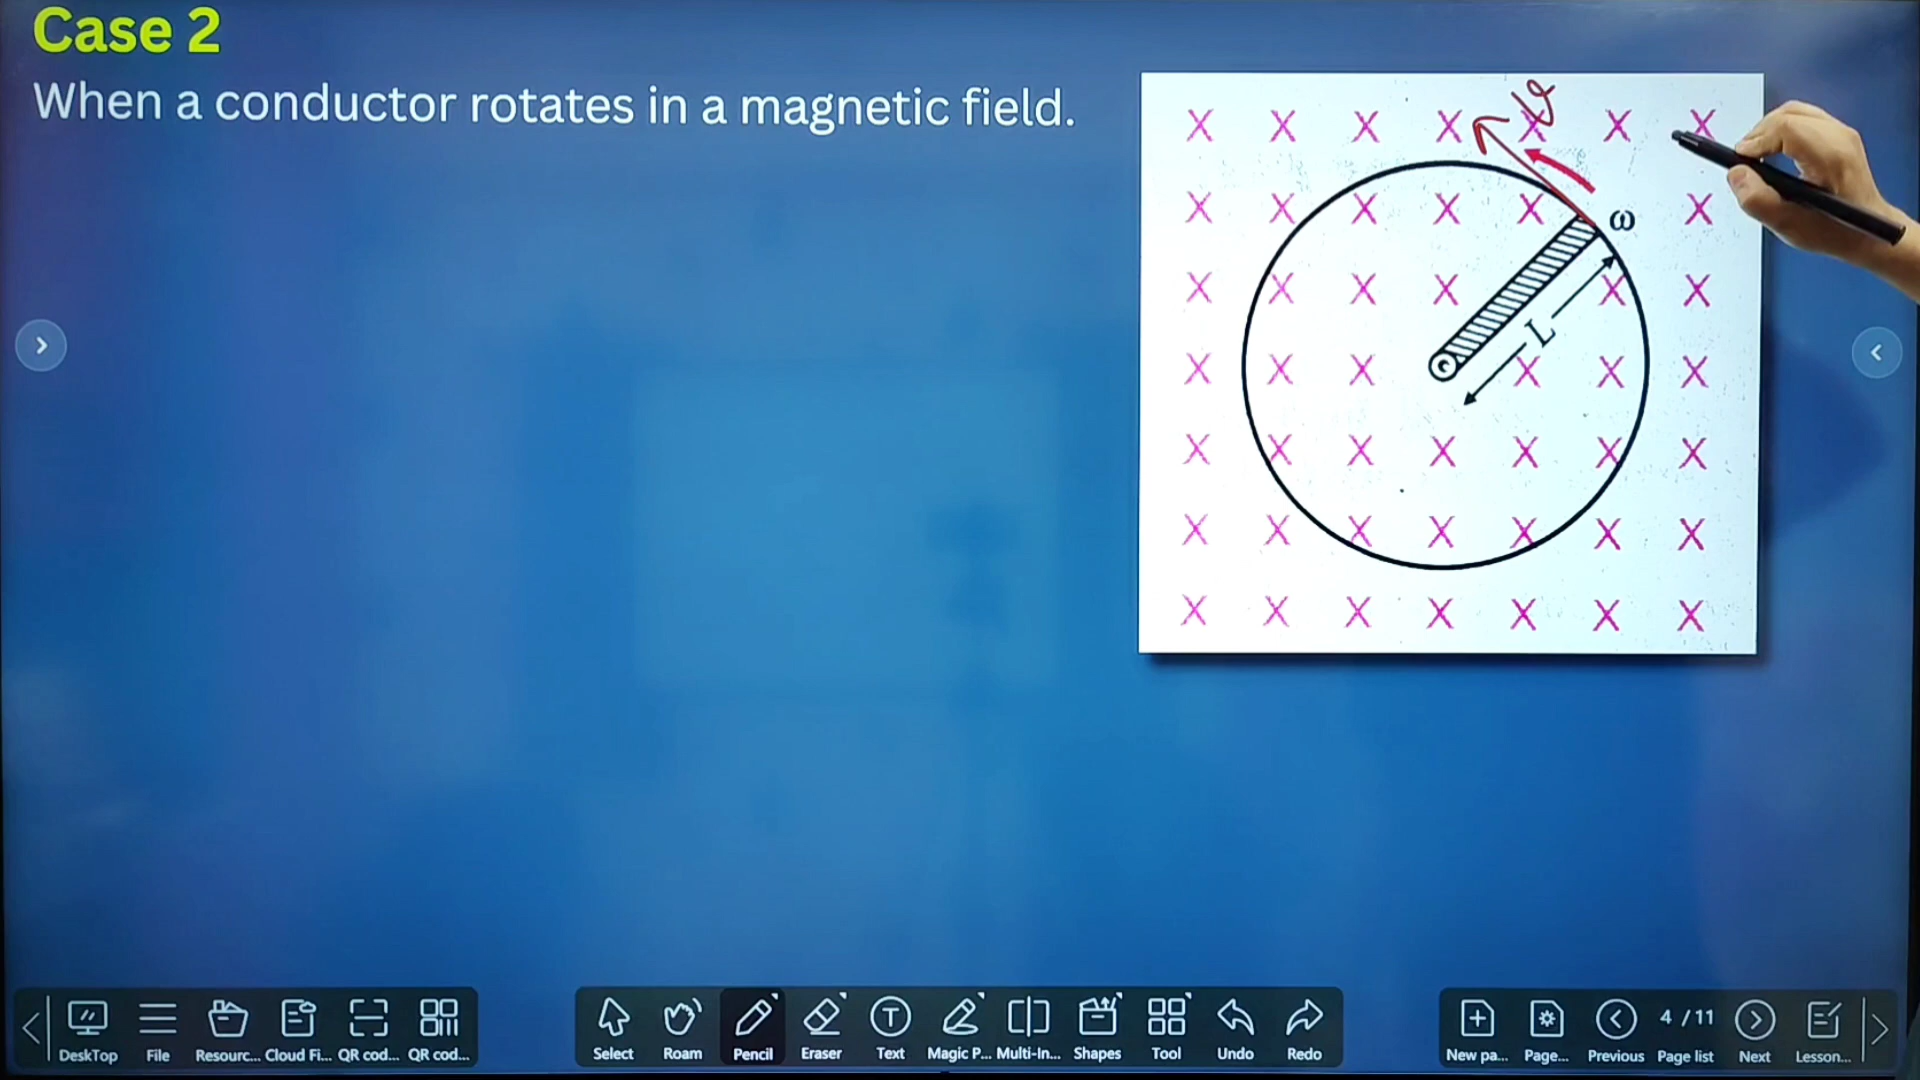 Case 2
When a conductor rotates in a magnetic field.
X X X X X X X
v
X X X X X X
ω
X X X X X X
L
X X X X X X
X X X X X X X
X X X X X X X
X X X X X X X
DeskTop File Resourc... Cloud Fi... QR cod... QR cod...
Select Roam Pencil Eraser Text Magic P... Multi-In... Shapes Tool Undo Redo
New pa... Page... Previous 4 / 11 Page list Next Lesson...